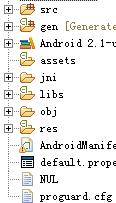 src
gen [Generate
Android 2.1-u
assets
jni
libs
obj
res
AndroidManife
default.prope
NUL
proguard.cfg